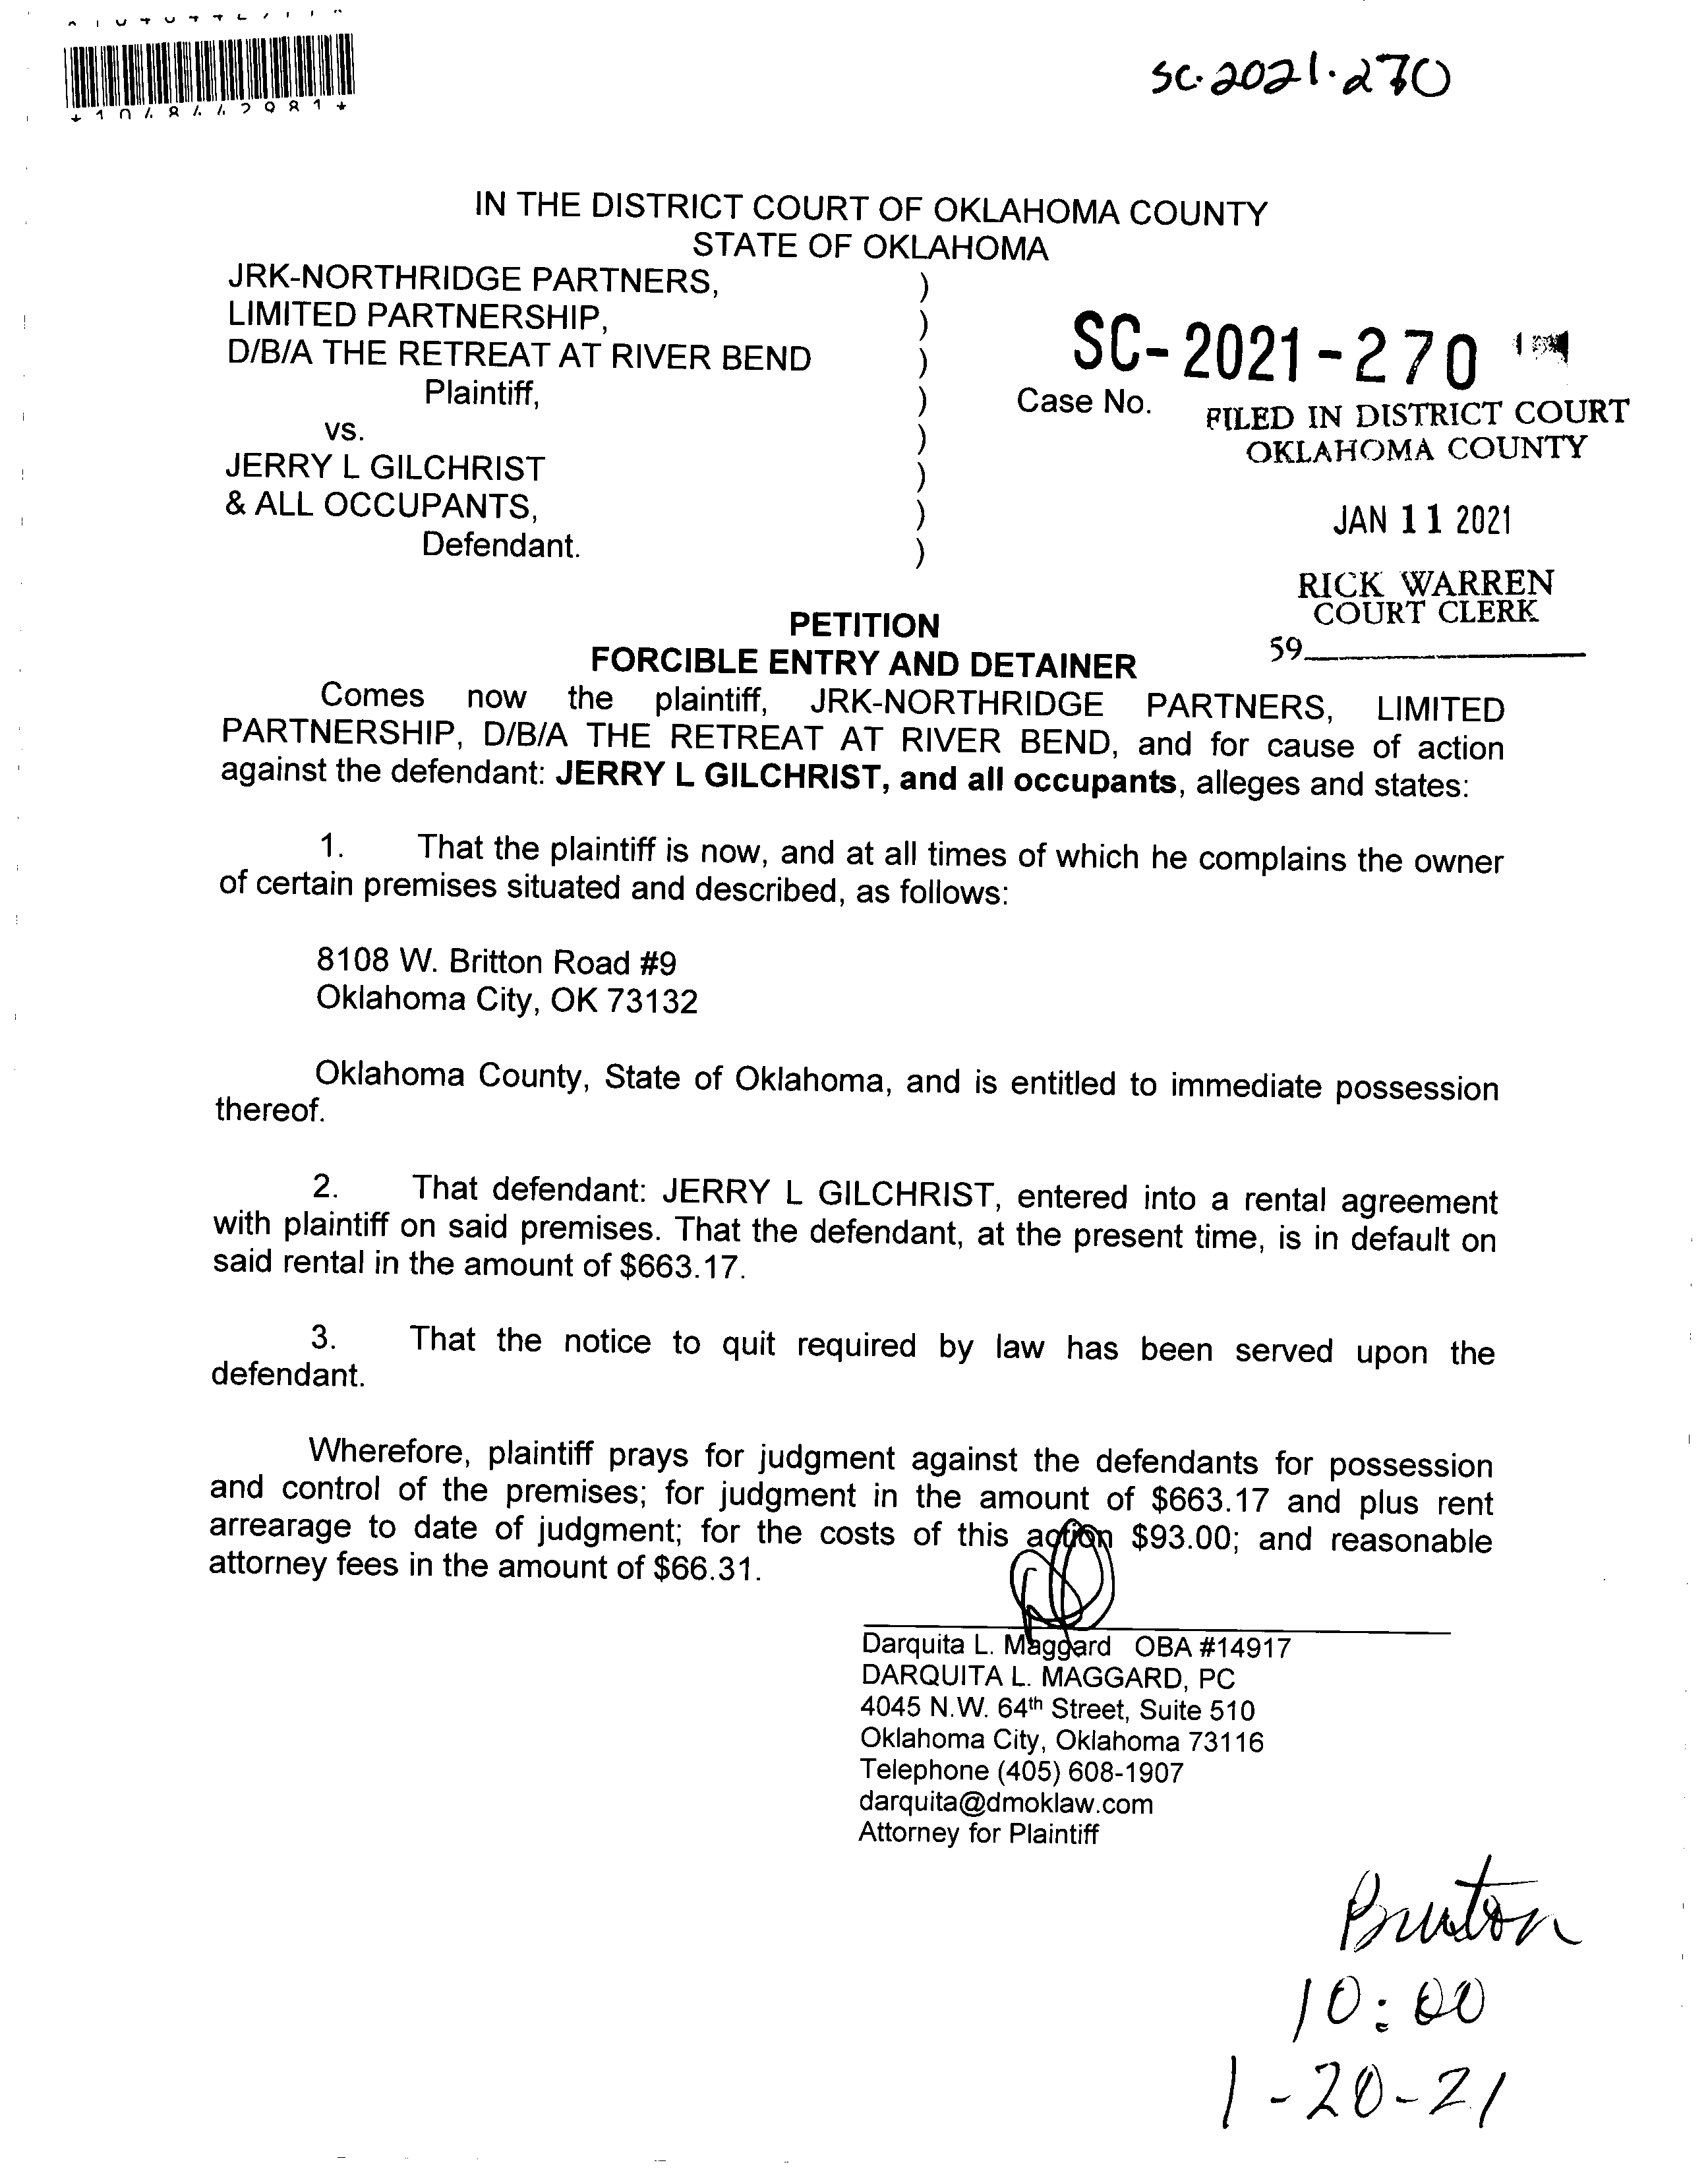 *1048442981*
SC-2021-270
IN THE DISTRICT COURT OF OKLAHOMA COUNTY
STATE OF OKLAHOMA
JRK-NORTHRIDGE PARTNERS, )
LIMITED PARTNERSHIP, )
D/B/A THE RETREAT AT RIVER BEND )
Plaintiff, )
vs. )
JERRY L GILCHRIST )
& ALL OCCUPANTS, )
Defendant. )
SC-2021-270
Case No.
FILED IN DISTRICT COURT
OKLAHOMA COUNTY
JAN 11 2021
RICK WARREN
COURT CLERK
59
PETITION
FORCIBLE ENTRY AND DETAINER
Comes now the plaintiff, JRK-NORTHRIDGE PARTNERS, LIMITED
PARTNERSHIP, D/B/A THE RETREAT AT RIVER BEND, and for cause of action
against the defendant: JERRY L GILCHRIST, and all occupants, alleges and states:
1. That the plaintiff is now, and at all times of which he complains the owner
of certain premises situated and described, as follows:
8108 W. Britton Road #9
Oklahoma City, OK 73132
Oklahoma County, State of Oklahoma, and is entitled to immediate possession
thereof.
2. That defendant: JERRY L GILCHRIST, entered into a rental agreement
with plaintiff on said premises. That the defendant, at the present time, is in default on
said rental in the amount of $663.17.
3. That the notice to quit required by law has been served upon the
defendant.
Wherefore, plaintiff prays for judgment against the defendants for possession
and control of the premises; for judgment in the amount of $663.17 and plus rent
arrearage to date of judgment; for the costs of this action $93.00; and reasonable
attorney fees in the amount of $66.31.
Darquita L. Maggard OBA #14917
DARQUITA L. MAGGARD, PC
4045 N.W. 64th Street, Suite 510
Oklahoma City, Oklahoma 73116
Telephone (405) 608-1907
darquita@dmoklaw.com
Attorney for Plaintiff
10:00
1-20-21